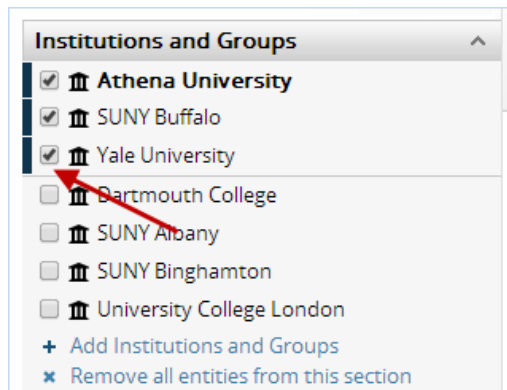 Institutions and Groups
Athena University
SUNY Buffalo
Yale University
Dartmouth College
SUNY Albany
SUNY Binghamton
University College London
+ Add Institutions and Groups
× Remove all entities from this section